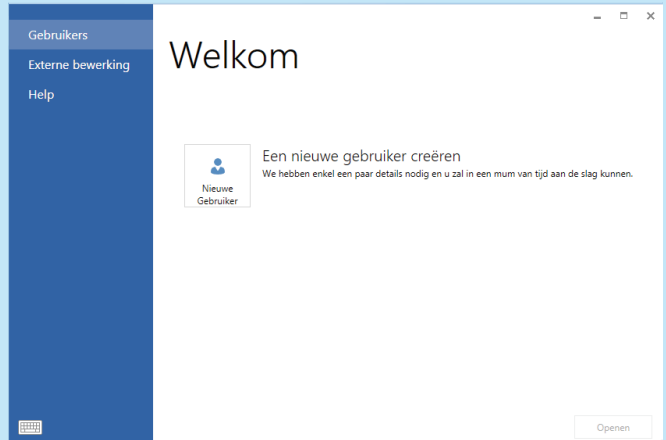 Gebruikers
Externe bewerking
Help
Welkom
Nieuwe
Gebruiker
Een nieuwe gebruiker creëren
We hebben enkel een paar details nodig en u zal in een mum van tijd aan de slag kunnen.
Openen